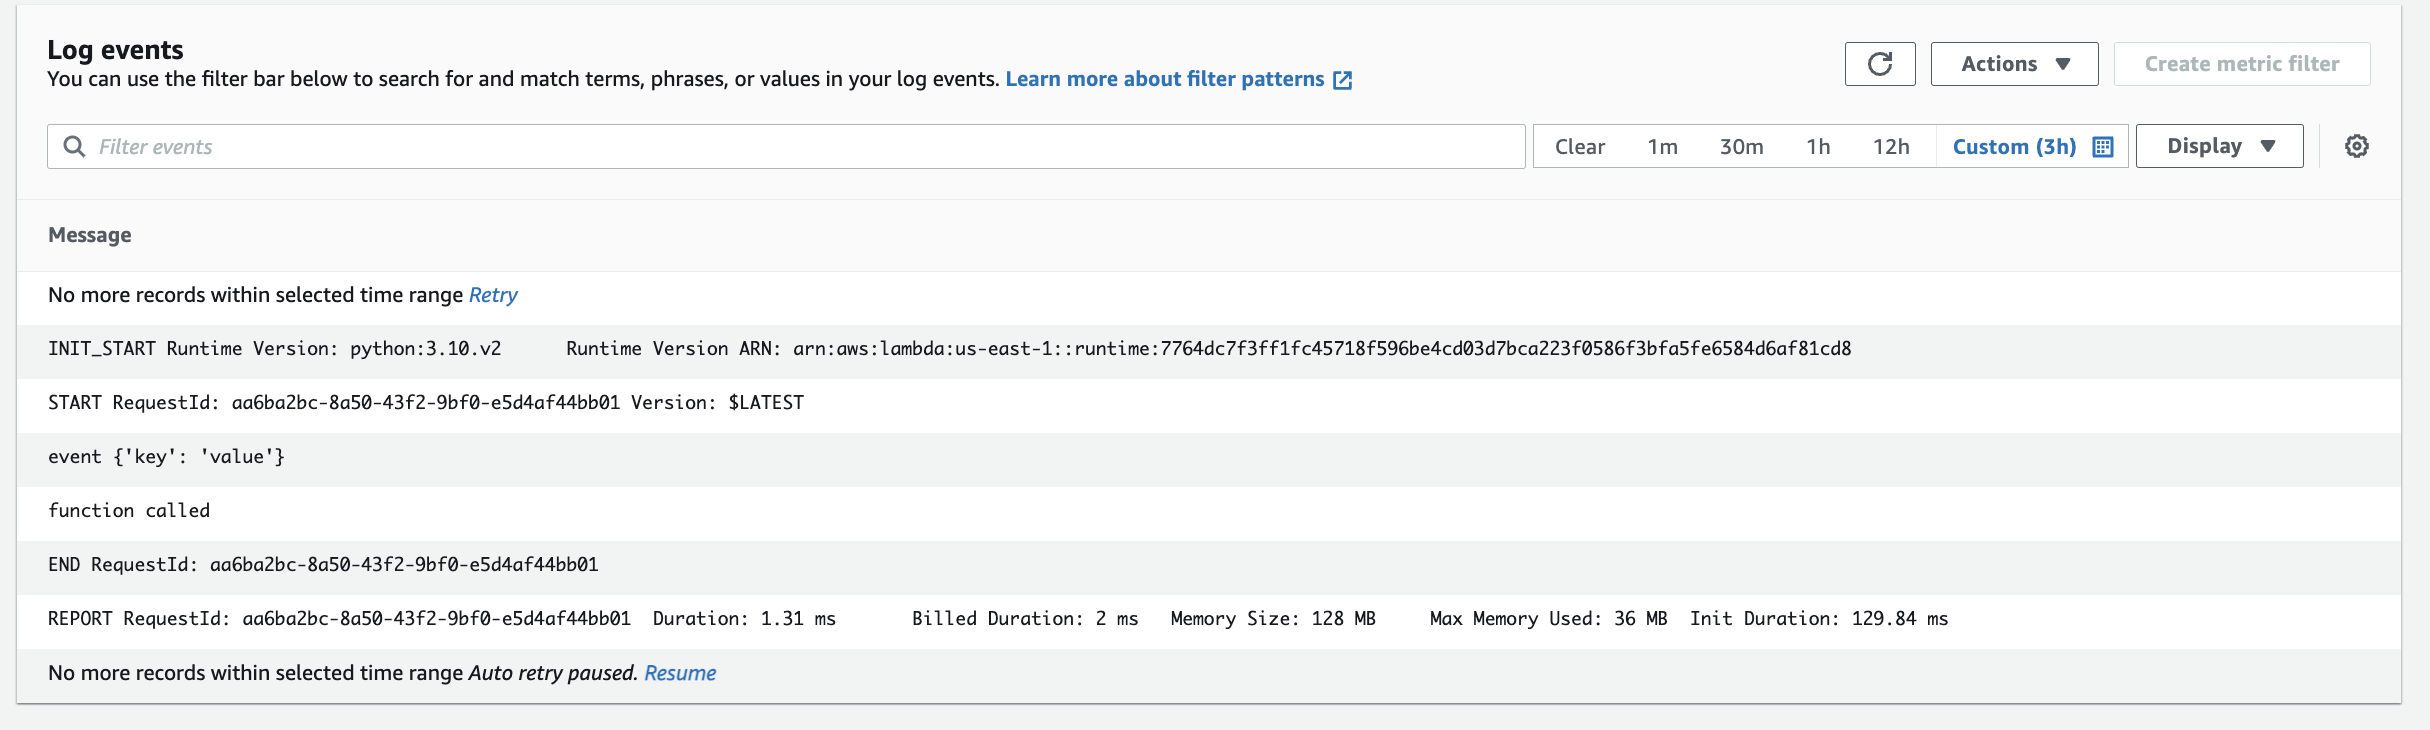 Log events
You can use the filter bar below to search for and match terms, phrases, or values in your log events. Learn more about filter patterns
Actions
Create metric filter
Filter events
Clear 1m 30m 1h 12h Custom (3h)
Display
Message
No more records within selected time range Retry
INIT_START Runtime Version: python:3.10.v2 Runtime Version ARN: arn:aws:lambda:us-east-1::runtime:7764dc7f3ff1fc45718f596be4cd03d7bca223f0586f3bfa5fe6584d6af81cd8
START RequestId: aa6ba2bc-8a50-43f2-9bf0-e5d4af44bb01 Version: $LATEST
event {'key': 'value'}
function called
END RequestId: aa6ba2bc-8a50-43f2-9bf0-e5d4af44bb01
REPORT RequestId: aa6ba2bc-8a50-43f2-9bf0-e5d4af44bb01 Duration: 1.31 ms Billed Duration: 2 ms Memory Size: 128 MB Max Memory Used: 36 MB Init Duration: 129.84 ms
No more records within selected time range Auto retry paused. Resume